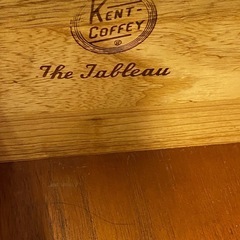 KENT-
COFFEY
®
The Tableau